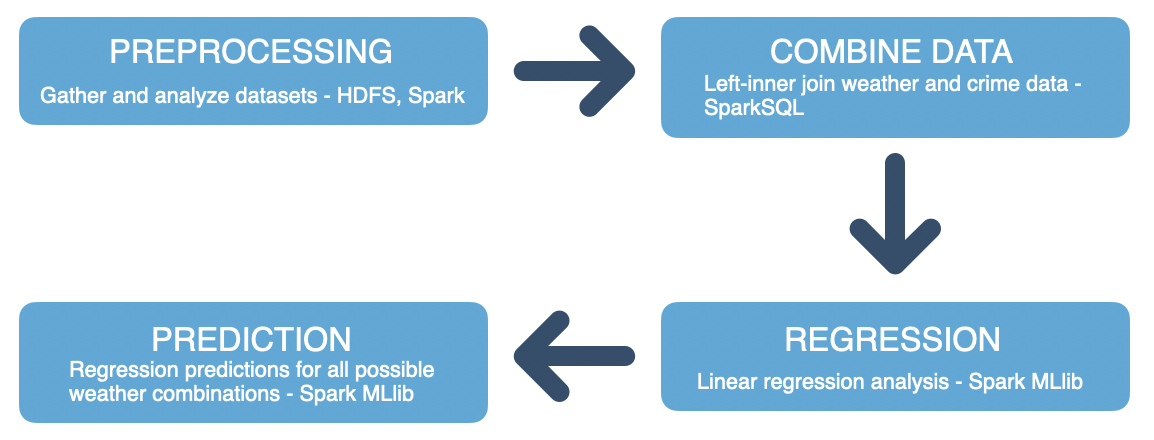 PREPROCESSING
Gather and analyze datasets - HDFS, Spark
COMBINE DATA
Left-inner join weather and crime data -
SparkSQL
REGRESSION
Linear regression analysis - Spark MLlib
PREDICTION
Regression predictions for all possible
weather combinations - Spark MLlib